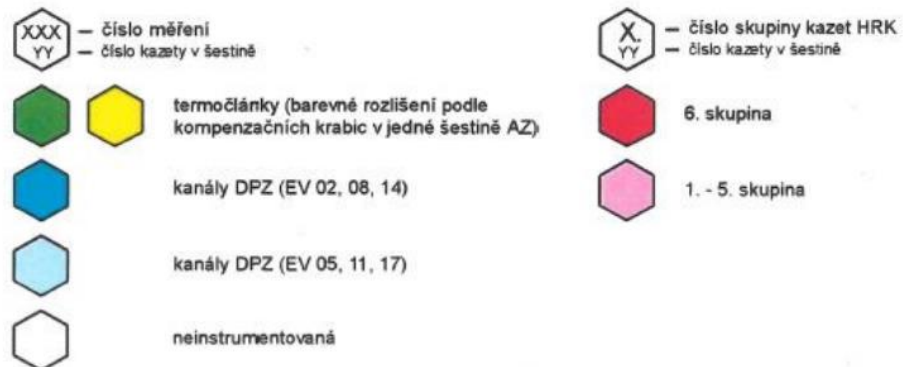 XXX – číslo měření
YY – číslo kazety v šestině
termočlánky (barevné rozlišení podle
kompenzačních krabic v jedné šestině AZ)
kanály DPZ (EV 02, 08, 14)
kanály DPZ (EV 05, 11, 17)
neinstrumentovaná
X. – číslo skupiny kazet HRK
YY – číslo kazety v šestině
6. skupina
1. - 5. skupina